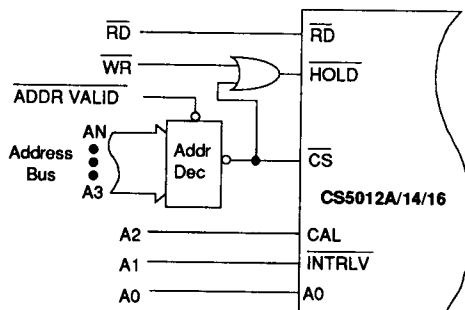 RD RD
WR HOLD
ADDR VALID
AN
Address
Bus
A3
Addr
Dec
CS
CS5012A/14/16
A2 CAL
A1 INTRLV
A0 A0